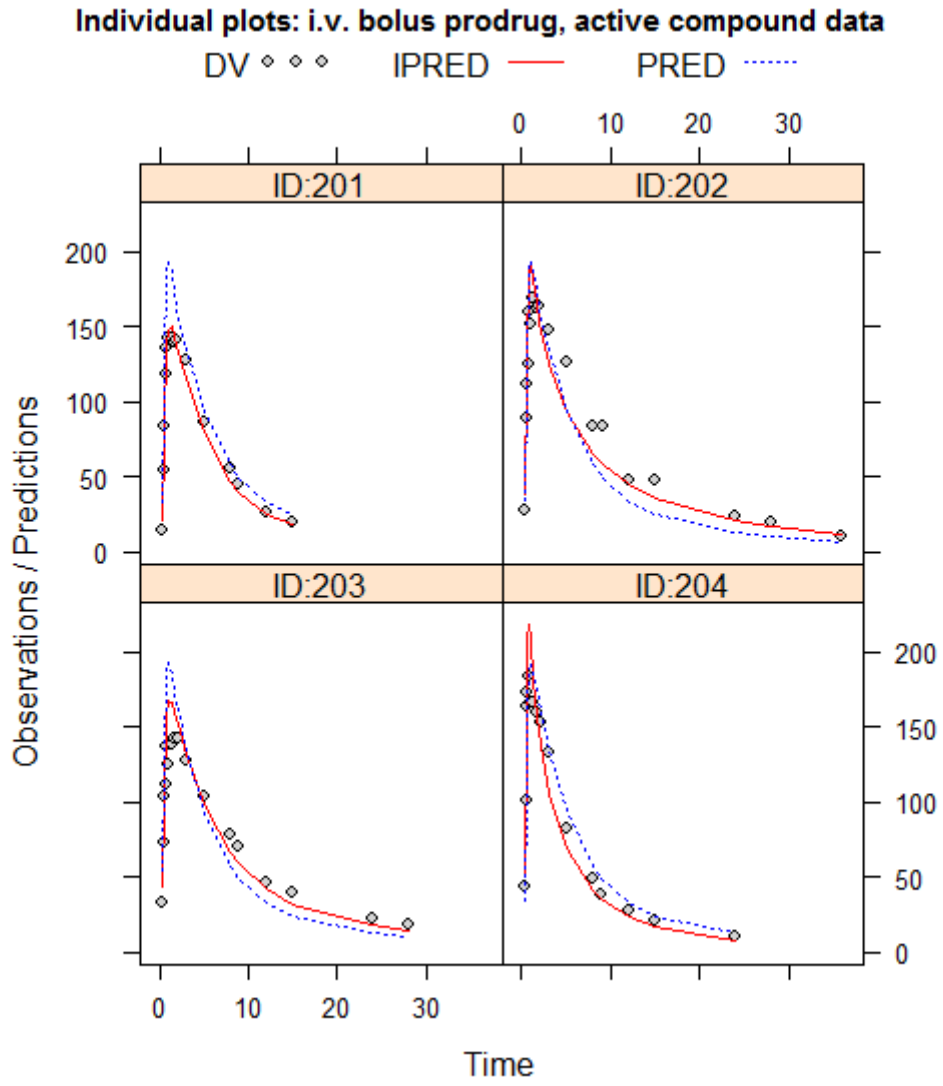 Individual plots: i.v. bolus prodrug, active compound data
DV IPRED PRED
0 10 30
ID:201 ID:202
200
150
100
50
0
ID:203 ID:204
200
150
100
50
0
0 10 20 30
Observations / Predictions
Time